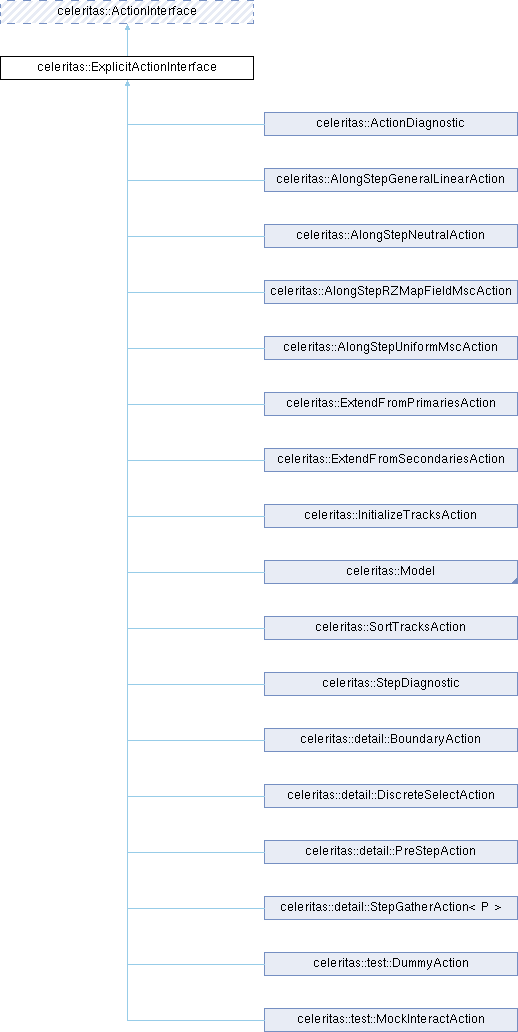 celeritas::ActionInterface
celeritas::ExplicitActionInterface
celeritas::ActionDiagnostic
celeritas::AlongStepGeneralLinearAction
celeritas::AlongStepNeutralAction
celeritas::AlongStepRZMapFieldMscAction
celeritas::AlongStepUniformMscAction
celeritas::ExtendFromPrimariesAction
celeritas::ExtendFromSecondariesAction
celeritas::InitializeTracksAction
celeritas::Model
celeritas::SortTracksAction
celeritas::StepDiagnostic
celeritas::detail::BoundaryAction
celeritas::detail::DiscreteSelectAction
celeritas::detail::PreStepAction
celeritas::detail::StepGatherAction< P >
celeritas::test::DummyAction
celeritas::test::MockInteractAction